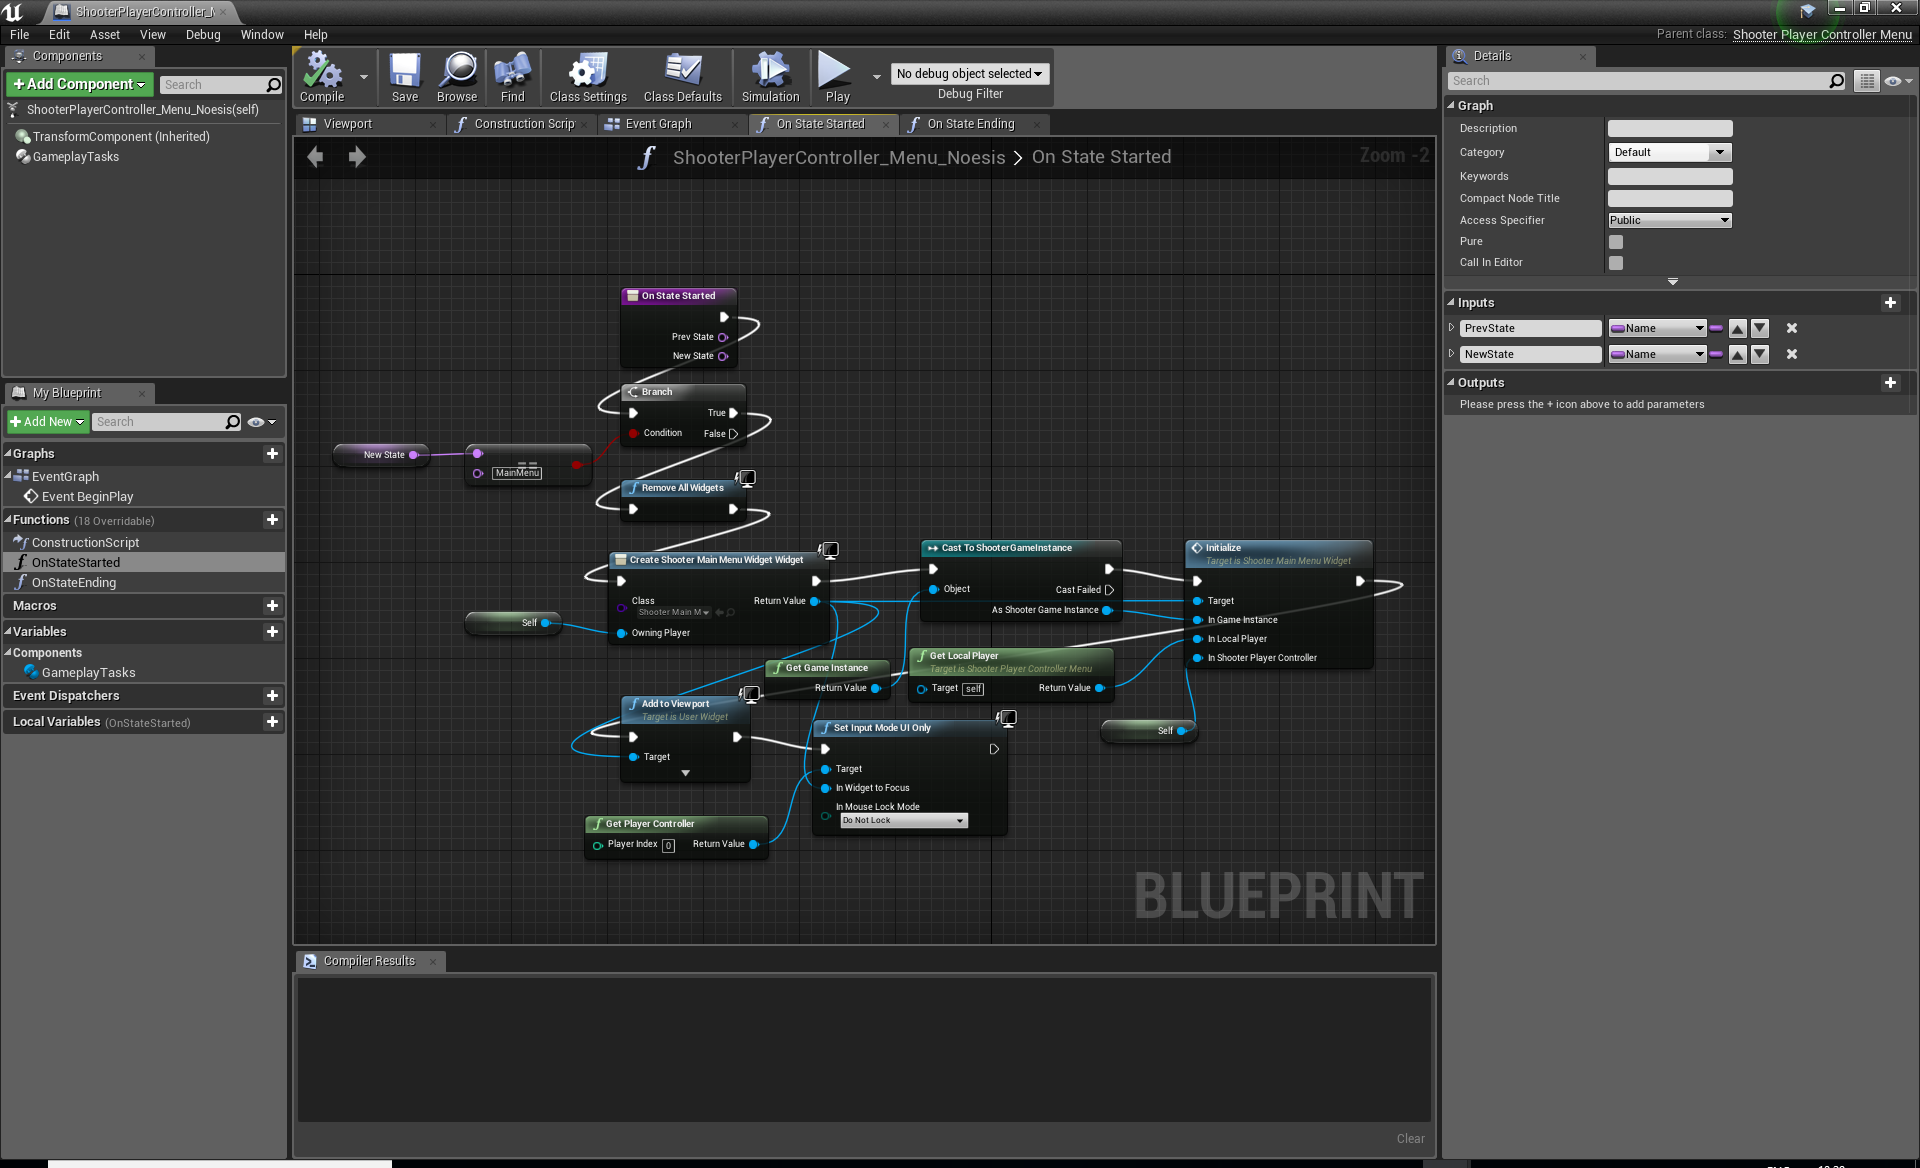 ShooterPlayerController_M
File Edit Asset View Debug Window Help
Parent class: Shooter Player Controller Menu
Components
+Add Component
Search
ShooterPlayerController_Menu_Noesis(self)
TransformComponent (Inherited)
GameplayTasks
My Blueprint
+Add New
Search
Graphs
EventGraph
Event BeginPlay
Functions (18 Overridable)
ConstructionScript
OnStateStarted
OnStateEnding
Macros
Variables
Components
GameplayTasks
Event Dispatchers
Local Variables (OnStateStarted)
Compile
Save
Browse
Find
Class Settings
Class Defaults
Simulation
Play
No debug object selected
Debug Filter
Viewport
Construction Scrip
Event Graph
On State Started
On State Ending
ShooterPlayerController_Menu_Noesis > On State Started
Zoom -2
On State Started
Prev State
New State
Branch
True
Condition
False
New State
==
MainMenu
Remove All Widgets
Create Shooter Main Menu Widget Widget
Class
Shooter Main M
Return Value
Owning Player
Self
Cast To ShooterGameInstance
Object
Cast Failed
As Shooter Game Instance
Initialize
Target is Shooter Main Menu Widget
Target
In Game Instance
In Local Player
In Shooter Player Controller
Get Game Instance
Return Value
Get Local Player
Target is Shooter Player Controller Menu
Target self
Return Value
Self
Add to Viewport
Target is User Widget
Target
Set Input Mode UI Only
Target
In Widget to Focus
In Mouse Lock Mode
Do Not Lock
Get Player Controller
Player Index 0
Return Value
BLUEPRINT
Compiler Results
Clear
Details
Search
Graph
Description
Category
Default
Keywords
Compact Node Title
Access Specifier
Public
Pure
Call In Editor
Inputs
PrevState
Name
NewState
Name
Outputs
Please press the + icon above to add parameters